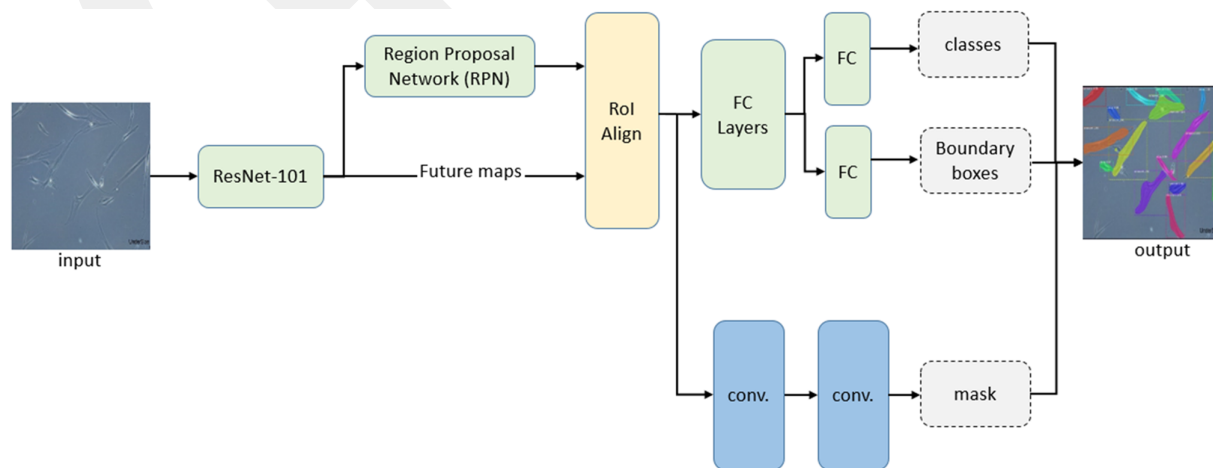 input
ResNet-101
Region Proposal
Network (RPN)
Future maps
RoI
Align
FC
Layers
FC
FC
classes
Boundary
boxes
conv.
conv.
mask
output